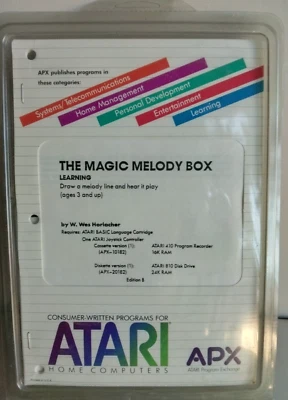 APX publishes programs in
these categories:
Systems/Telecommunications
Home Management
Personal Development
Entertainment
Learning
THE MAGIC MELODY BOX
LEARNING
Draw a melody line and hear it play
(ages 3 and up)
by W. Wes Horlacher
Requires: ATARI BASIC Language Cartridge
One ATARI Joystick Controller
Cassette version (1): ATARI 410 Program Recorder
(APX-10182) 16K RAM
Diskette version (1): ATARI 810 Disk Drive
(APX-20182) 24K RAM
Edition B
CONSUMER-WRITTEN PROGRAMS FOR
ATARI
HOME COMPUTERS
APX
ATARI Program Exchange